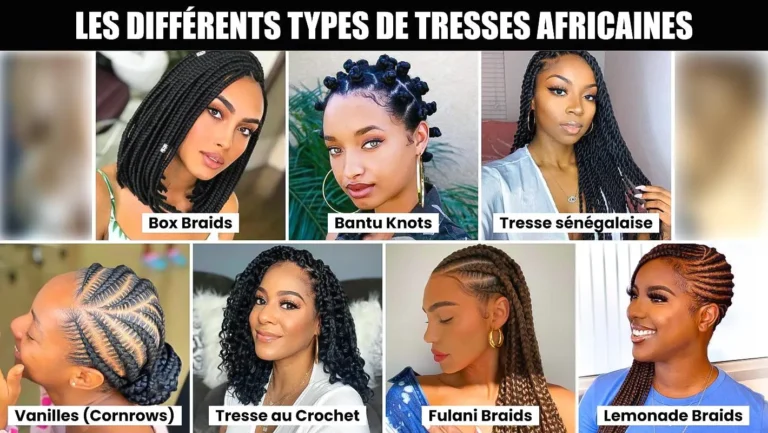 LES DIFFÉRENTS TYPES DE TRESSES AFRICAINES
Box Braids
Bantu Knots
Tresse sénégalaise
Vanilles (Cornrows)
Tresse au Crochet
Fulani Braids
Lemonade Braids